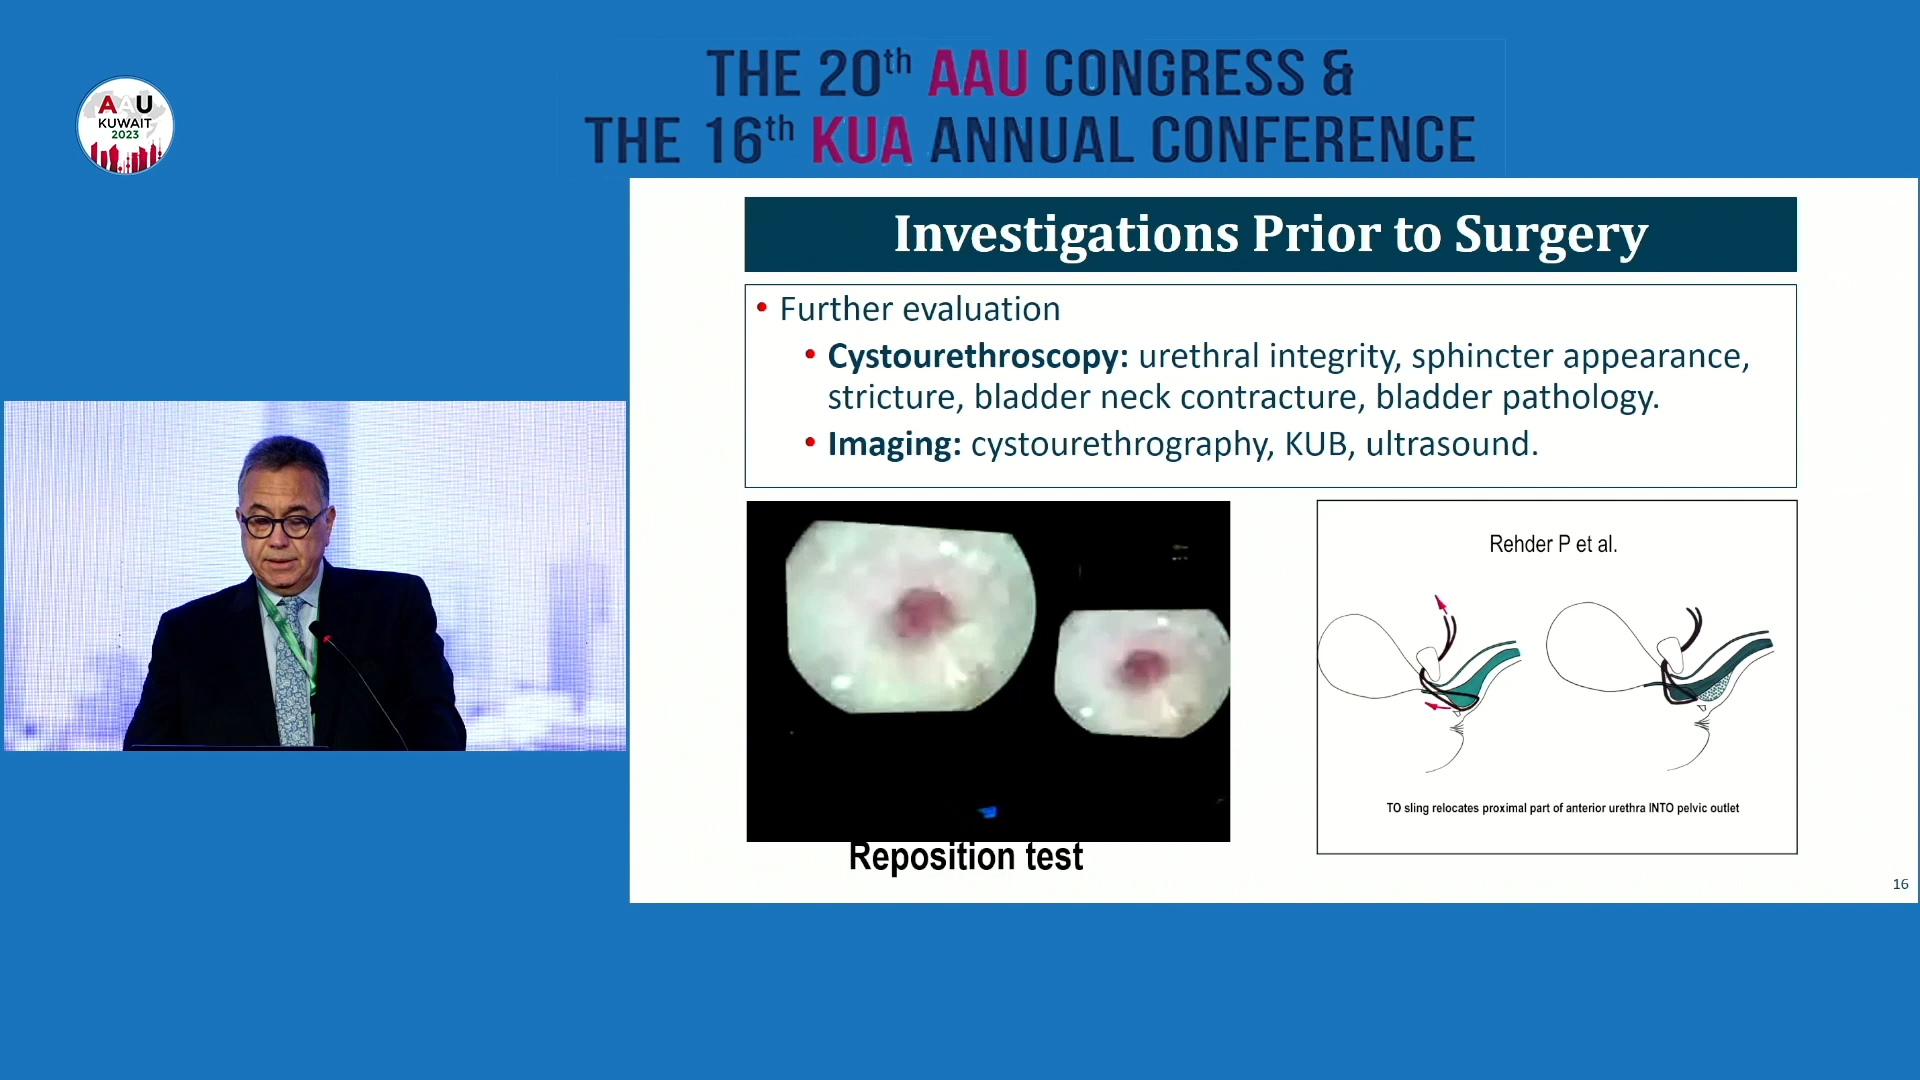 THE 20th AAU CONGRESS &
THE 16th KUA ANNUAL CONFERENCE
AAU
KUWAIT
2023
Investigations Prior to Surgery
• Further evaluation
• Cystourethroscopy: urethral integrity, sphincter appearance,
stricture, bladder neck contracture, bladder pathology.
• Imaging: cystourethrography, KUB, ultrasound.
Rehder P et al.
TO sling relocates proximal part of anterior urethra INTO pelvic outlet
Reposition test
16